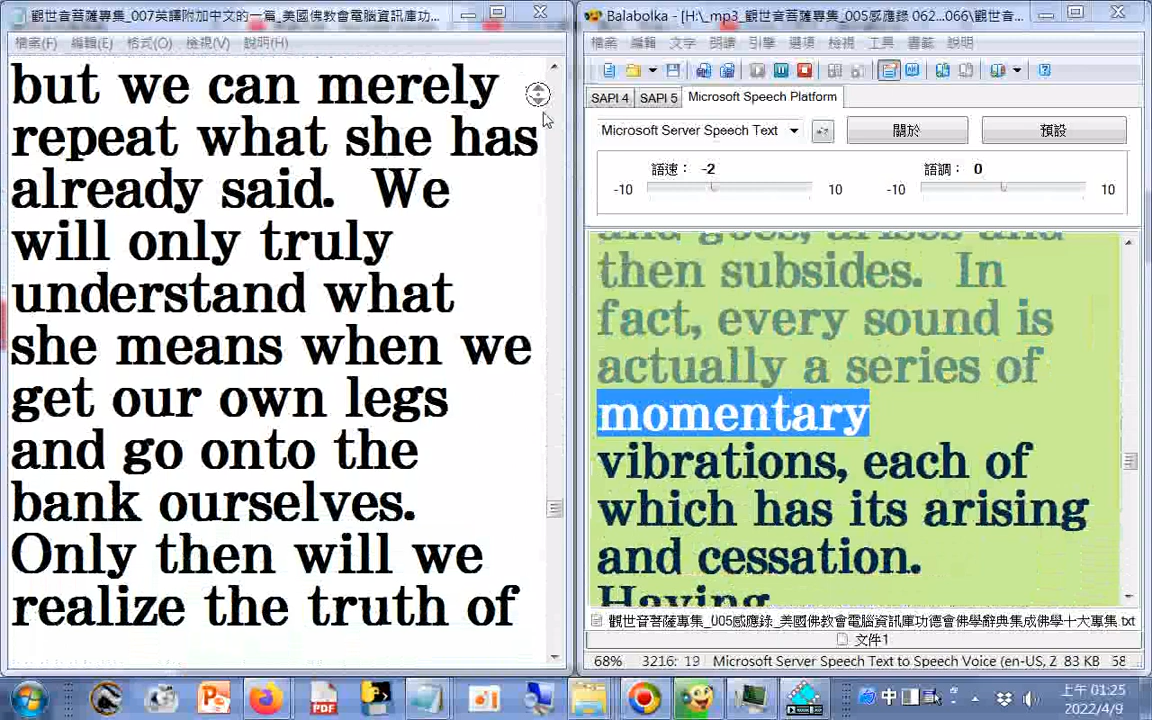 觀世音菩薩專集_007英譯附加中文的一篇_美國佛教會電腦資訊庫功...
檔案(F) 編輯(E) 格式(O) 檢視(V) 說明(H)
but we can merely
repeat what she has
already said.  We
will only truly
understand what
she means when we
get our own legs
and go onto the
bank ourselves.
Only then will we
realize the truth of
Balabolka - [H:\_mp3_觀世音菩薩專集_005感應錄 062...066\觀世音...
檔案 編輯 文字 朗讀 引擎 選項 檢視 工具 書籤 說明
SAPI 4 SAPI 5 Microsoft Speech Platform
Microsoft Server Speech Text 關於 預設
語速： -2 語調： 0
-10 10 -10 10
and goes, arises and
then subsides.  In
fact, every sound is
actually a series of
momentary
vibrations, each of
which has its arising
and cessation.
Having
觀世音菩薩專集_005感應錄_美國佛教會電腦資訊庫功德會佛學辭典集成佛學十大專集 txt
文件1
68% 3216: 19 Microsoft Server Speech Text to Speech Voice (en-US, Z 83 KB 58
中
上午 01:25
2022/4/9